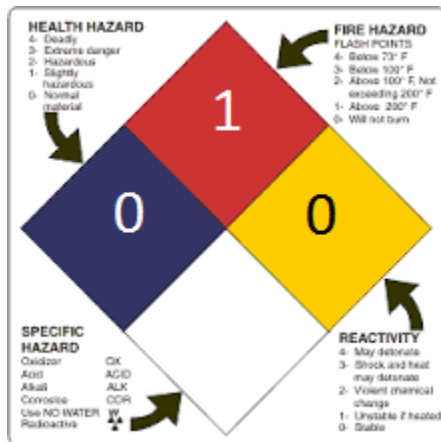 HEALTH HAZARD
4- Deadly
3- Extreme danger
2- Hazardous
1- Slightly
hazardous
0- Normal
material
FIRE HAZARD
FLASH POINTS
4- Below 73° F
3- Below 100° F
2- Above 100° F, Not
exceeding 200° F
1- Above 200° F
0- Will not burn
1
0
0
SPECIFIC
HAZARD
Oxidizer OX
Acid ACID
Alkali ALK
Corrosive COR
Use NO WATER W
Radioactive
REACTIVITY
4- May detonate
3- Shock and heat
may detonate
2- Violent chemical
change
1- Unstable if heated
0- Stable